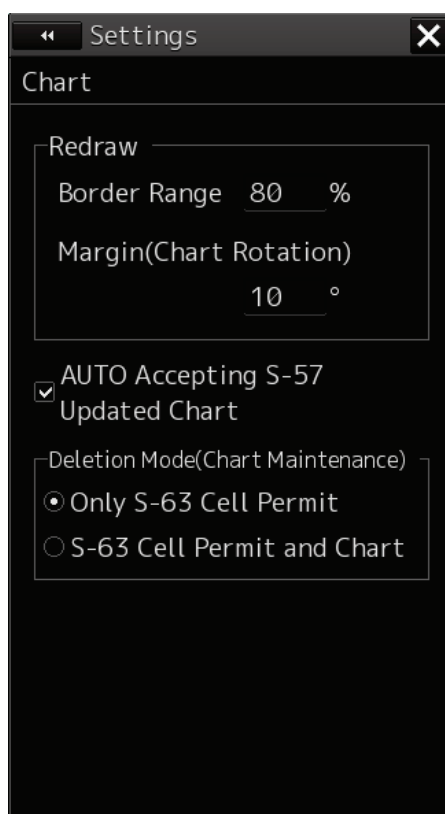 Settings
Chart
Redraw
Border Range 80 %
Margin(Chart Rotation)
10 °
AUTO Accepting S-57
Updated Chart
Deletion Mode(Chart Maintenance)
Only S-63 Cell Permit
S-63 Cell Permit and Chart